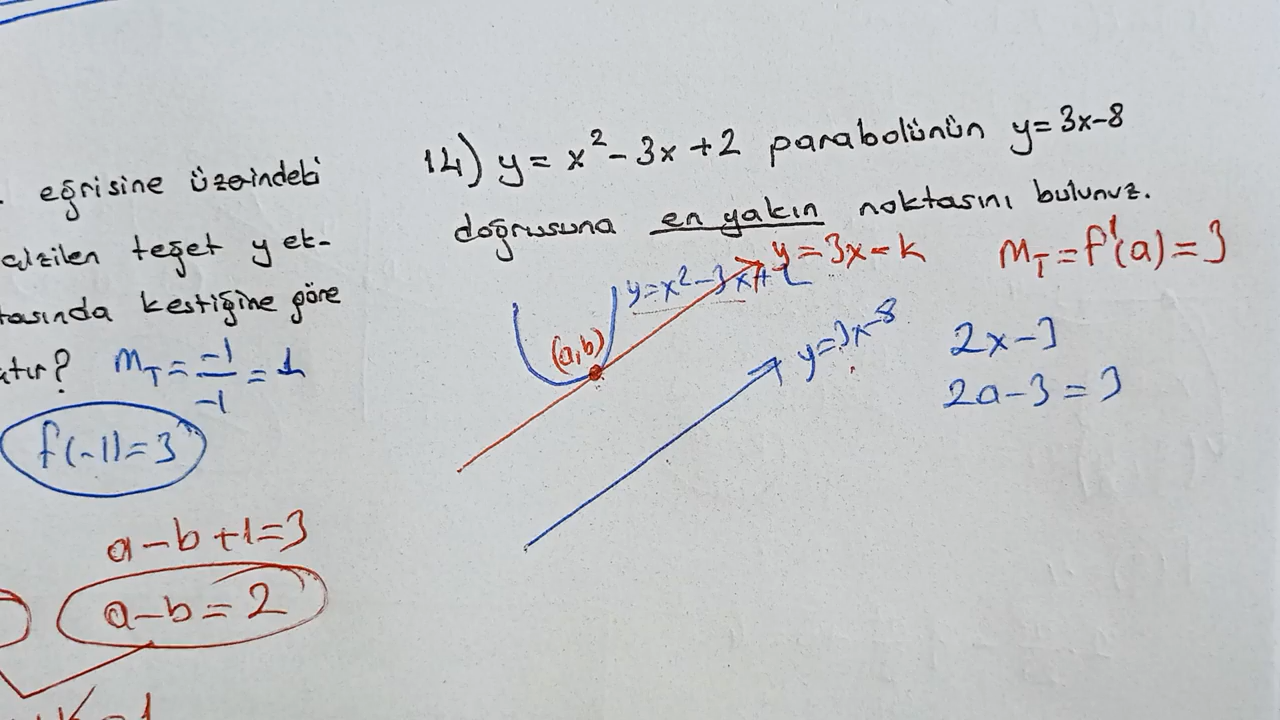 eğrisine üzerindeki
çizilen teğet y ek-
tasında kestiğine göre
atır? m_T = -1/-1 = 1
f(-1)=3
a-b+1=3
a-b=2
14) y = x² - 3x + 2 parabolünün y = 3x-8
doğrusuna en yakın noktasını bulunuz.
y = 3x - k
m_T = f'(a) = 3
y = x² - 3x + 2
(a,b)
y = 3x - 8
2x - 3
2a - 3 = 3